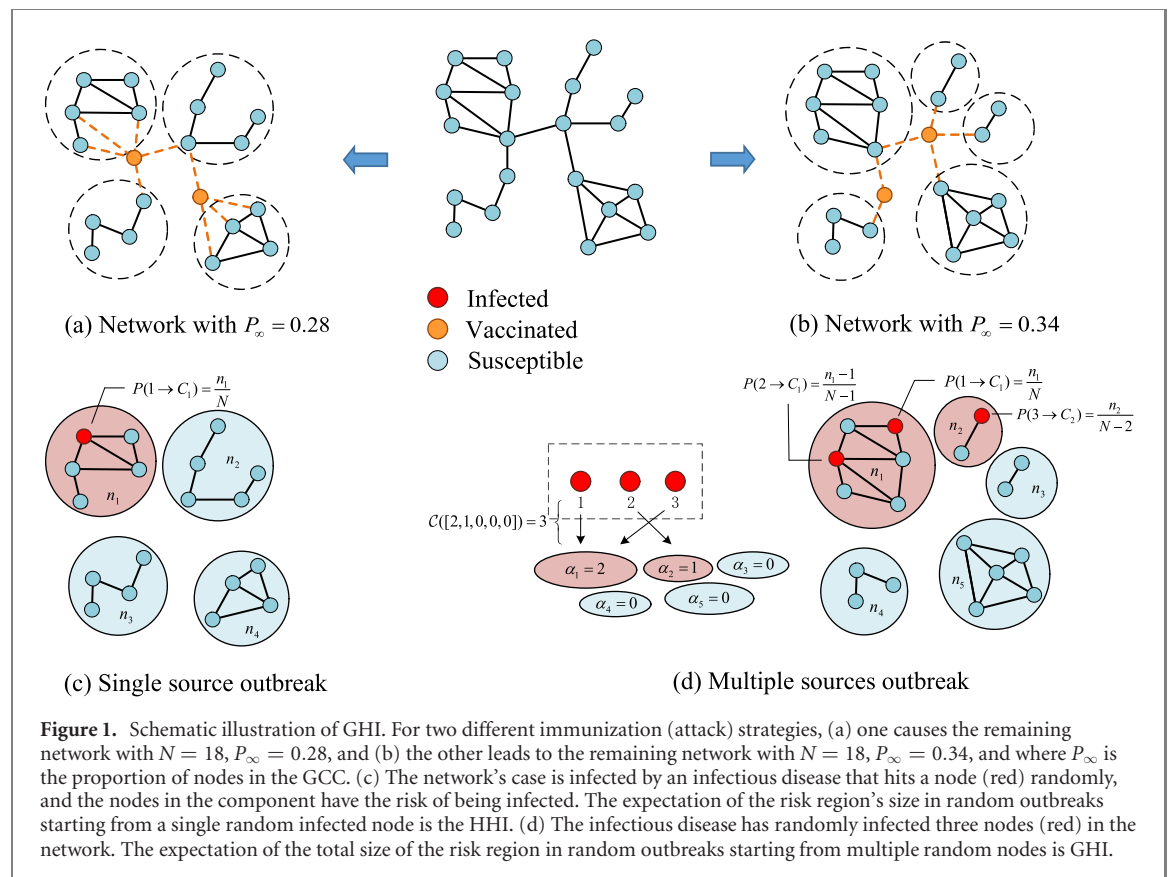 (a) Network with P∞ = 0.28
Infected
Vaccinated
Susceptible
(b) Network with P∞ = 0.34
P(1→C₁) = n₁/N
n₁
n₂
n₃
n₄
(c) Single source outbreak
C([2,1,0,0,0]) = 3
1 2 3
α₁ = 2
α₂ = 1
α₃ = 0
α₄ = 0
α₅ = 0
P(2→C₁) = (n₁−1)/(N−1)
P(1→C₁) = n₁/N
P(3→C₂) = n₂/(N−2)
n₁
n₂
n₃
n₄
n₅
(d) Multiple sources outbreak
Figure 1. Schematic illustration of GHI. For two different immunization (attack) strategies, (a) one causes the remaining
network with N = 18, P∞ = 0.28, and (b) the other leads to the remaining network with N = 18, P∞ = 0.34, and where P∞ is
the proportion of nodes in the GCC. (c) The network's case is infected by an infectious disease that hits a node (red) randomly,
and the nodes in the component have the risk of being infected. The expectation of the risk region's size in random outbreaks
starting from a single random infected node is the HHI. (d) The infectious disease has randomly infected three nodes (red) in the
network. The expectation of the total size of the risk region in random outbreaks starting from multiple random nodes is GHI.